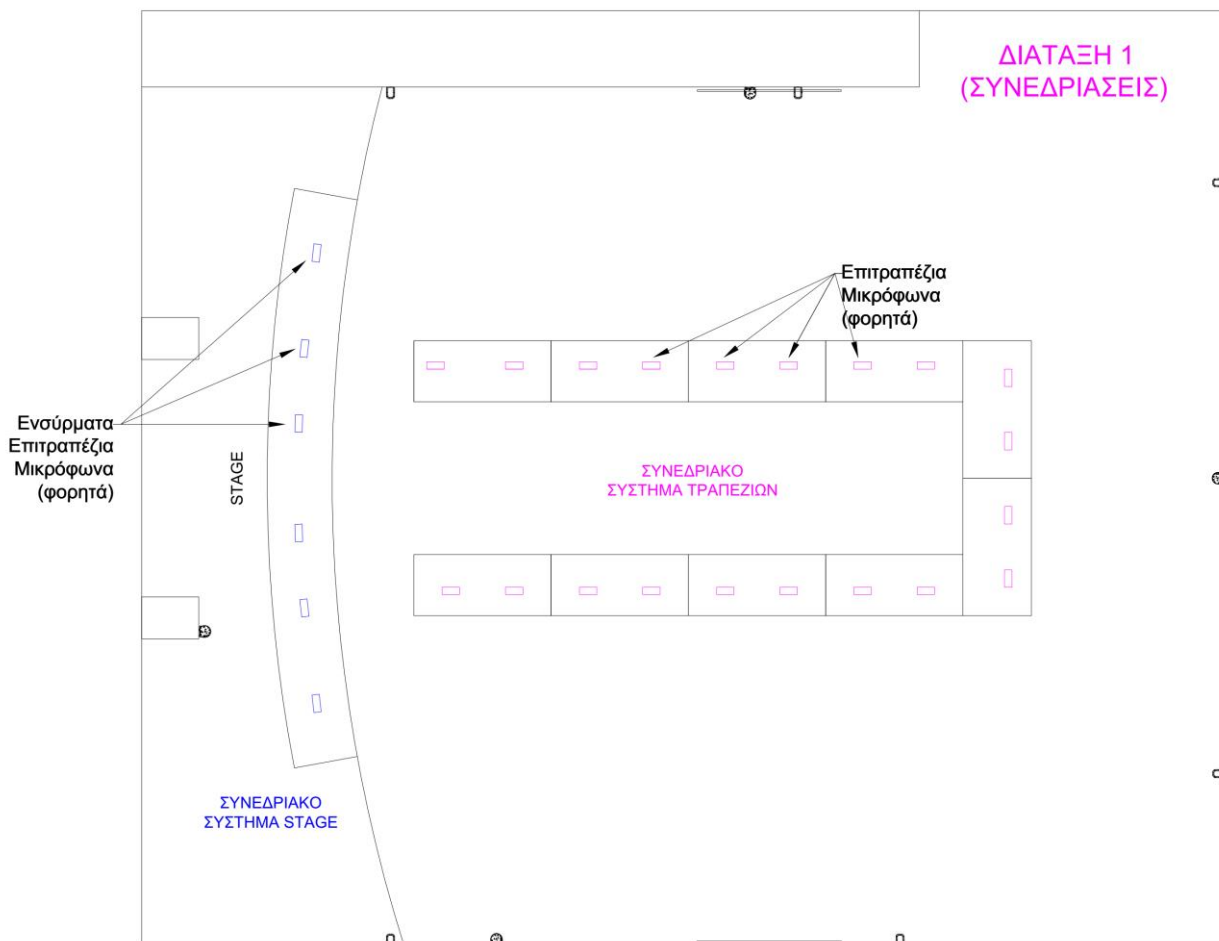 ΔΙΑΤΑΞΗ 1
(ΣΥΝΕΔΡΙΑΣΕΙΣ)
Επιτραπέζια
Μικρόφωνα
(φορητά)
Ενσύρματα
Επιτραπέζια
Μικρόφωνα
(φορητά)
STAGE
ΣΥΝΕΔΡΙΑΚΟ
ΣΥΣΤΗΜΑ ΤΡΑΠΕΖΙΩΝ
ΣΥΝΕΔΡΙΑΚΟ
ΣΥΣΤΗΜΑ STAGE